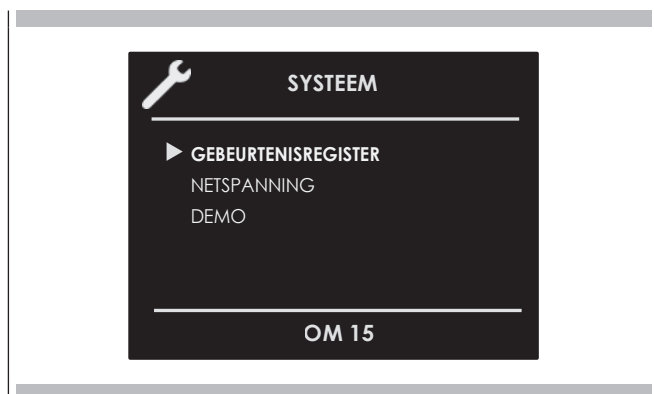 SYSTEEM
GEBEURTENISREGISTER
NETSPANNING
DEMO
OM 15